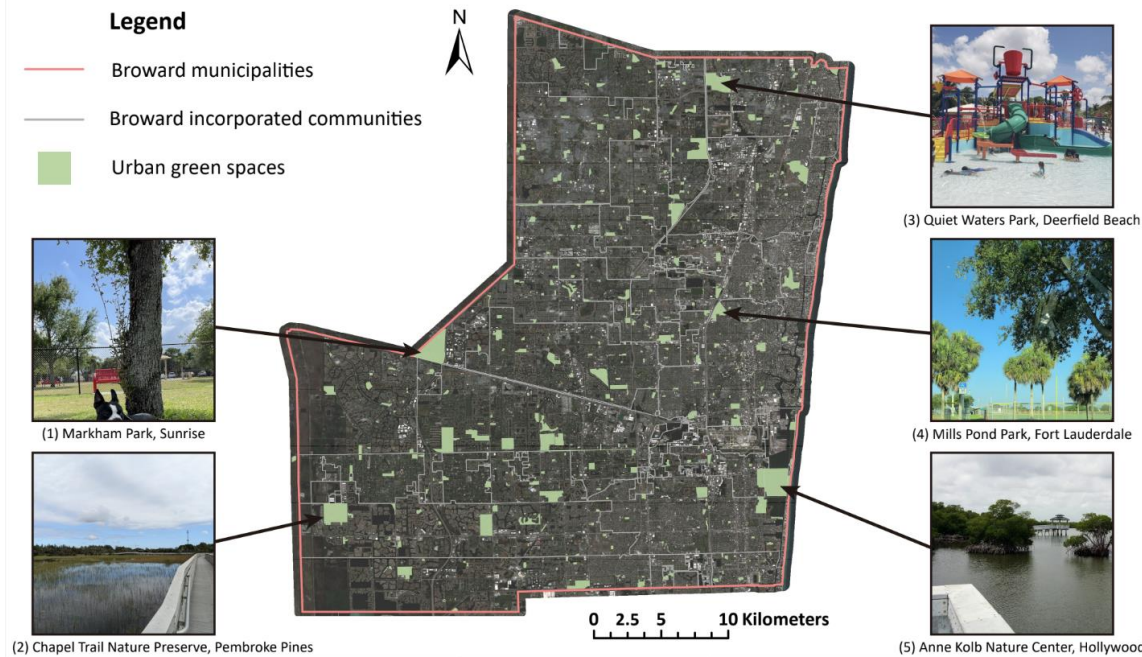 Legend
Broward municipalities
Broward incorporated communities
Urban green spaces
N
(3) Quiet Waters Park, Deerfield Beach
(1) Markham Park, Sunrise
(4) Mills Pond Park, Fort Lauderdale
(2) Chapel Trail Nature Preserve, Pembroke Pines
0 2.5 5 10 Kilometers
(5) Anne Kolb Nature Center, Hollywood